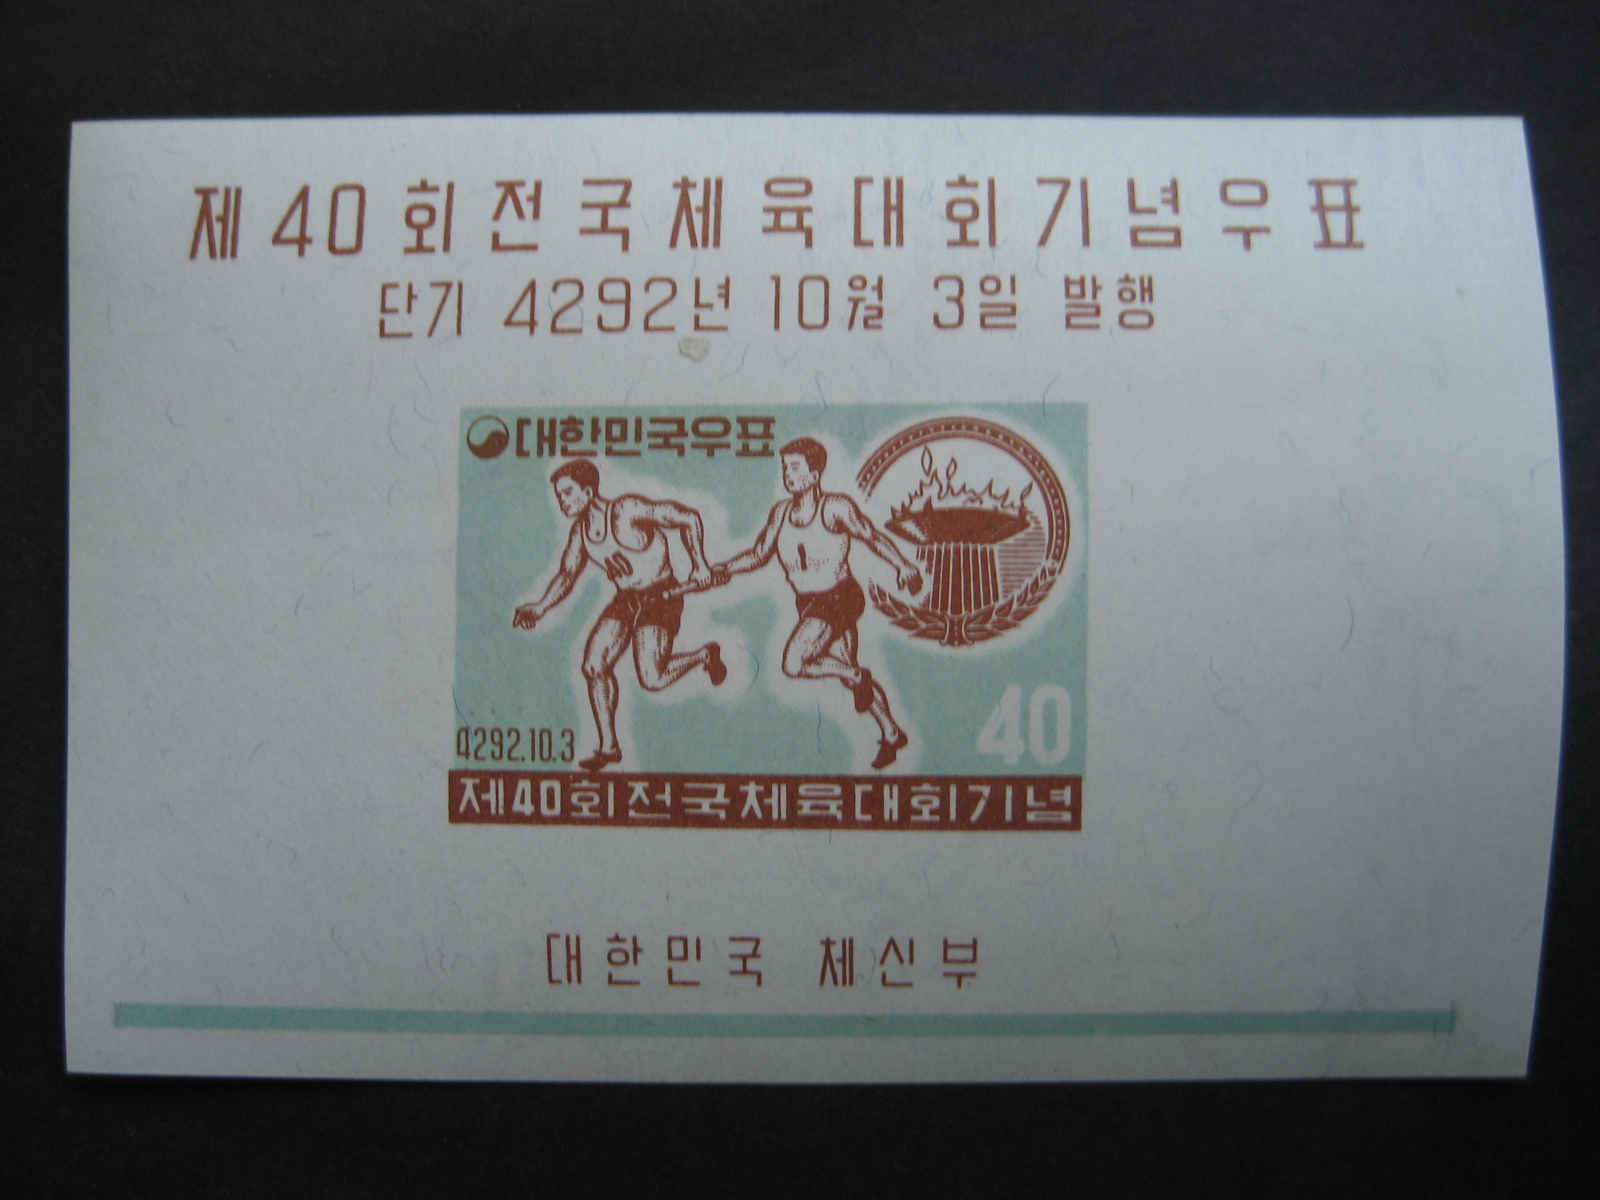 제40회전국체육대회기념우표
단기 4292년 10월 3일 발행
대한민국우표
40
1
40
4292.10.3
제40회전국체육대회기념
대한민국 체신부